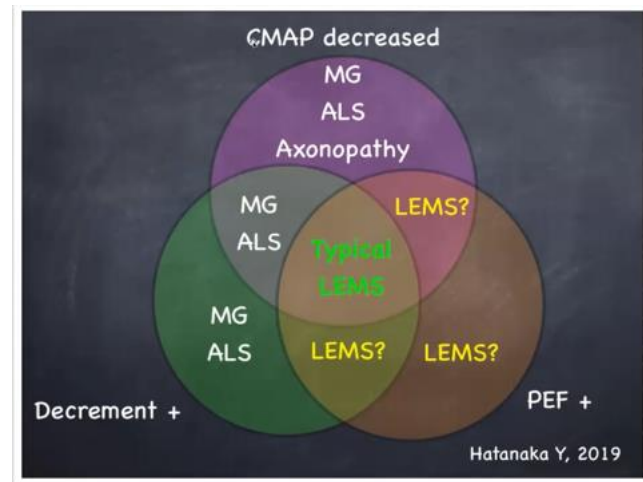 CMAP decreased
MG
ALS
Axonopathy
MG
ALS
LEMS?
Typical
LEMS
MG
ALS
LEMS?
LEMS?
Decrement +
PEF +
Hatanaka Y, 2019